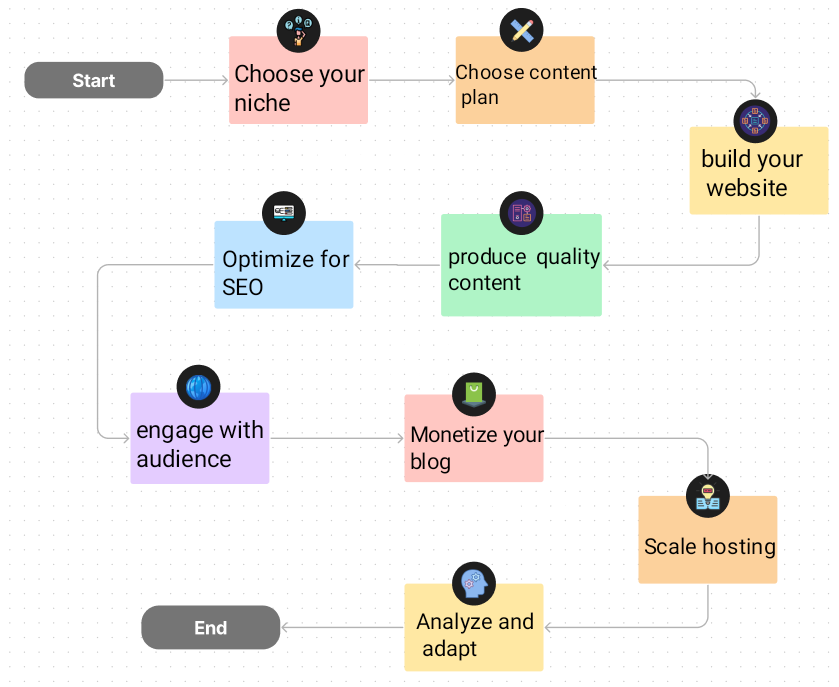 Start
Choose your
niche
Choose content
plan
build your
website
produce quality
content
Optimize for
SEO
engage with
audience
Monetize your
blog
Scale hosting
Analyze and
adapt
End